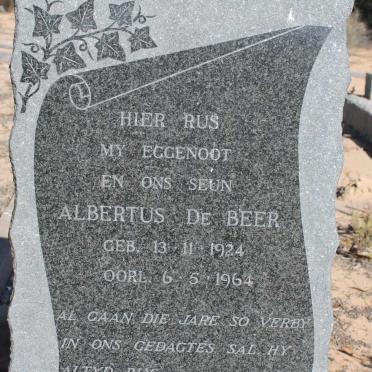 HIER RUS
MY EGGENOOT
EN ONS SEUN
ALBERTUS DE BEER
GEB. 13·11·1924
OORL. 6·5·1964
AL GAAN DIE JARE SO VERBY
IN ONS GEDAGTES SAL HY
ALTYD